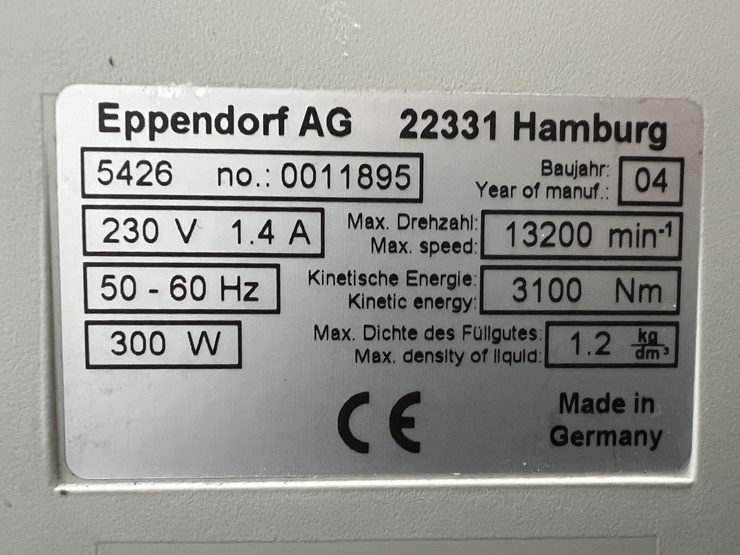 Eppendorf AG 22331 Hamburg
5426 no.: 0011895
Baujahr:
Year of manuf.:
04
230 V 1.4 A
Max. Drehzahl:
Max. speed:
13200 min-1
50 - 60 Hz
Kinetische Energie:
Kinetic energy:
3100 Nm
300 W
Max. Dichte des Füllgutes:
Max. density of liquid:
1.2 kg/dm³
CE
Made in
Germany